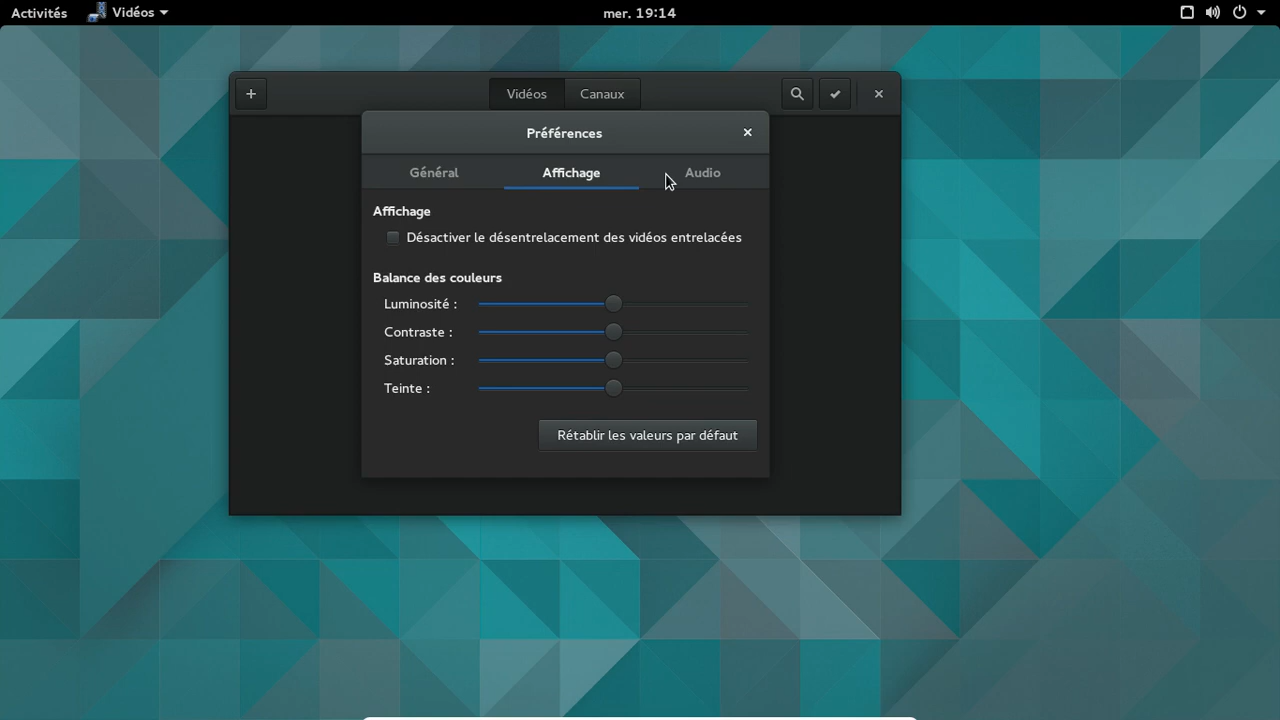 Activités Vidéos mer. 19:14
+ Vidéos Canaux
Préférences
Général Affichage Audio
Affichage
Désactiver le désentrelacement des vidéos entrelacées
Balance des couleurs
Luminosité :
Contraste :
Saturation :
Teinte :
Rétablir les valeurs par défaut